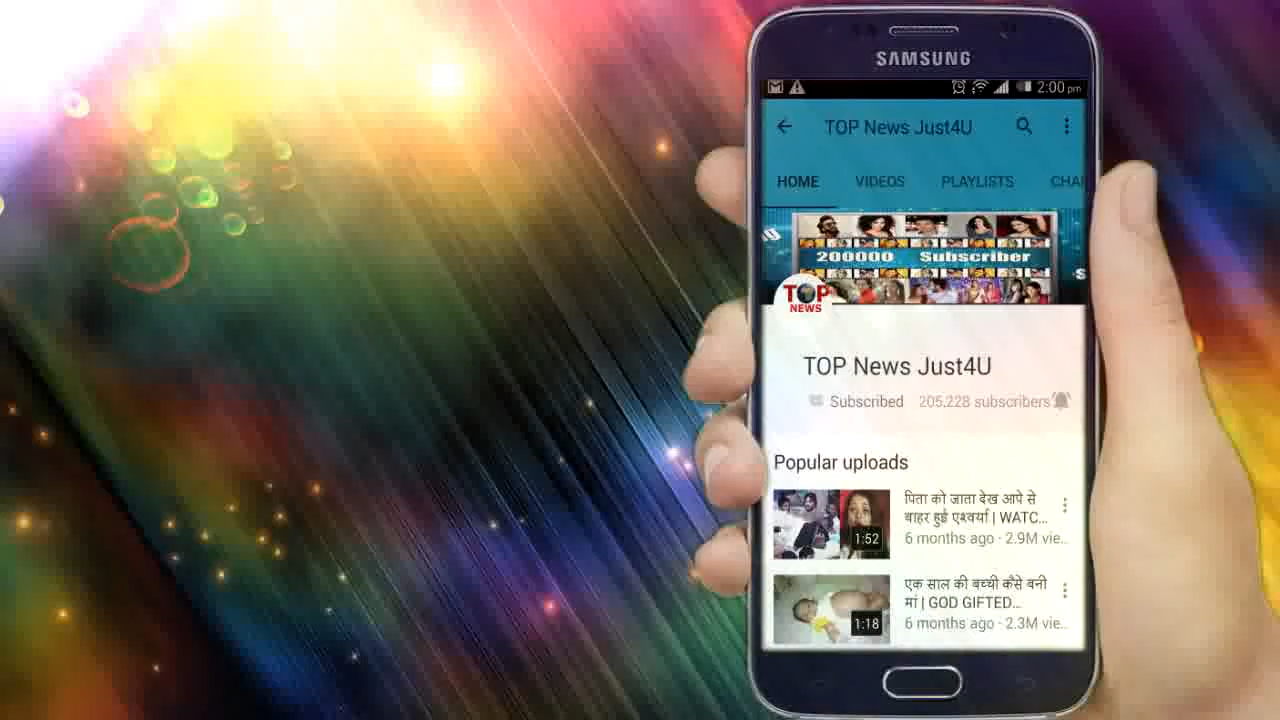 SAMSUNG
2:00 pm
TOP News Just4U
HOME VIDEOS PLAYLISTS CHA
200000 Subscriber
TOP
NEWS
TOP News Just4U
Subscribed 205,228 subscribers
Popular uploads
पिता को जाता देख आपे से
बाहर हुई एश्वर्या | WATC...
1:52
6 months ago · 2.9M vie...
एक साल की बच्ची कैसे बनी
मां | GOD GIFTED...
1:18
6 months ago · 2.3M vie...